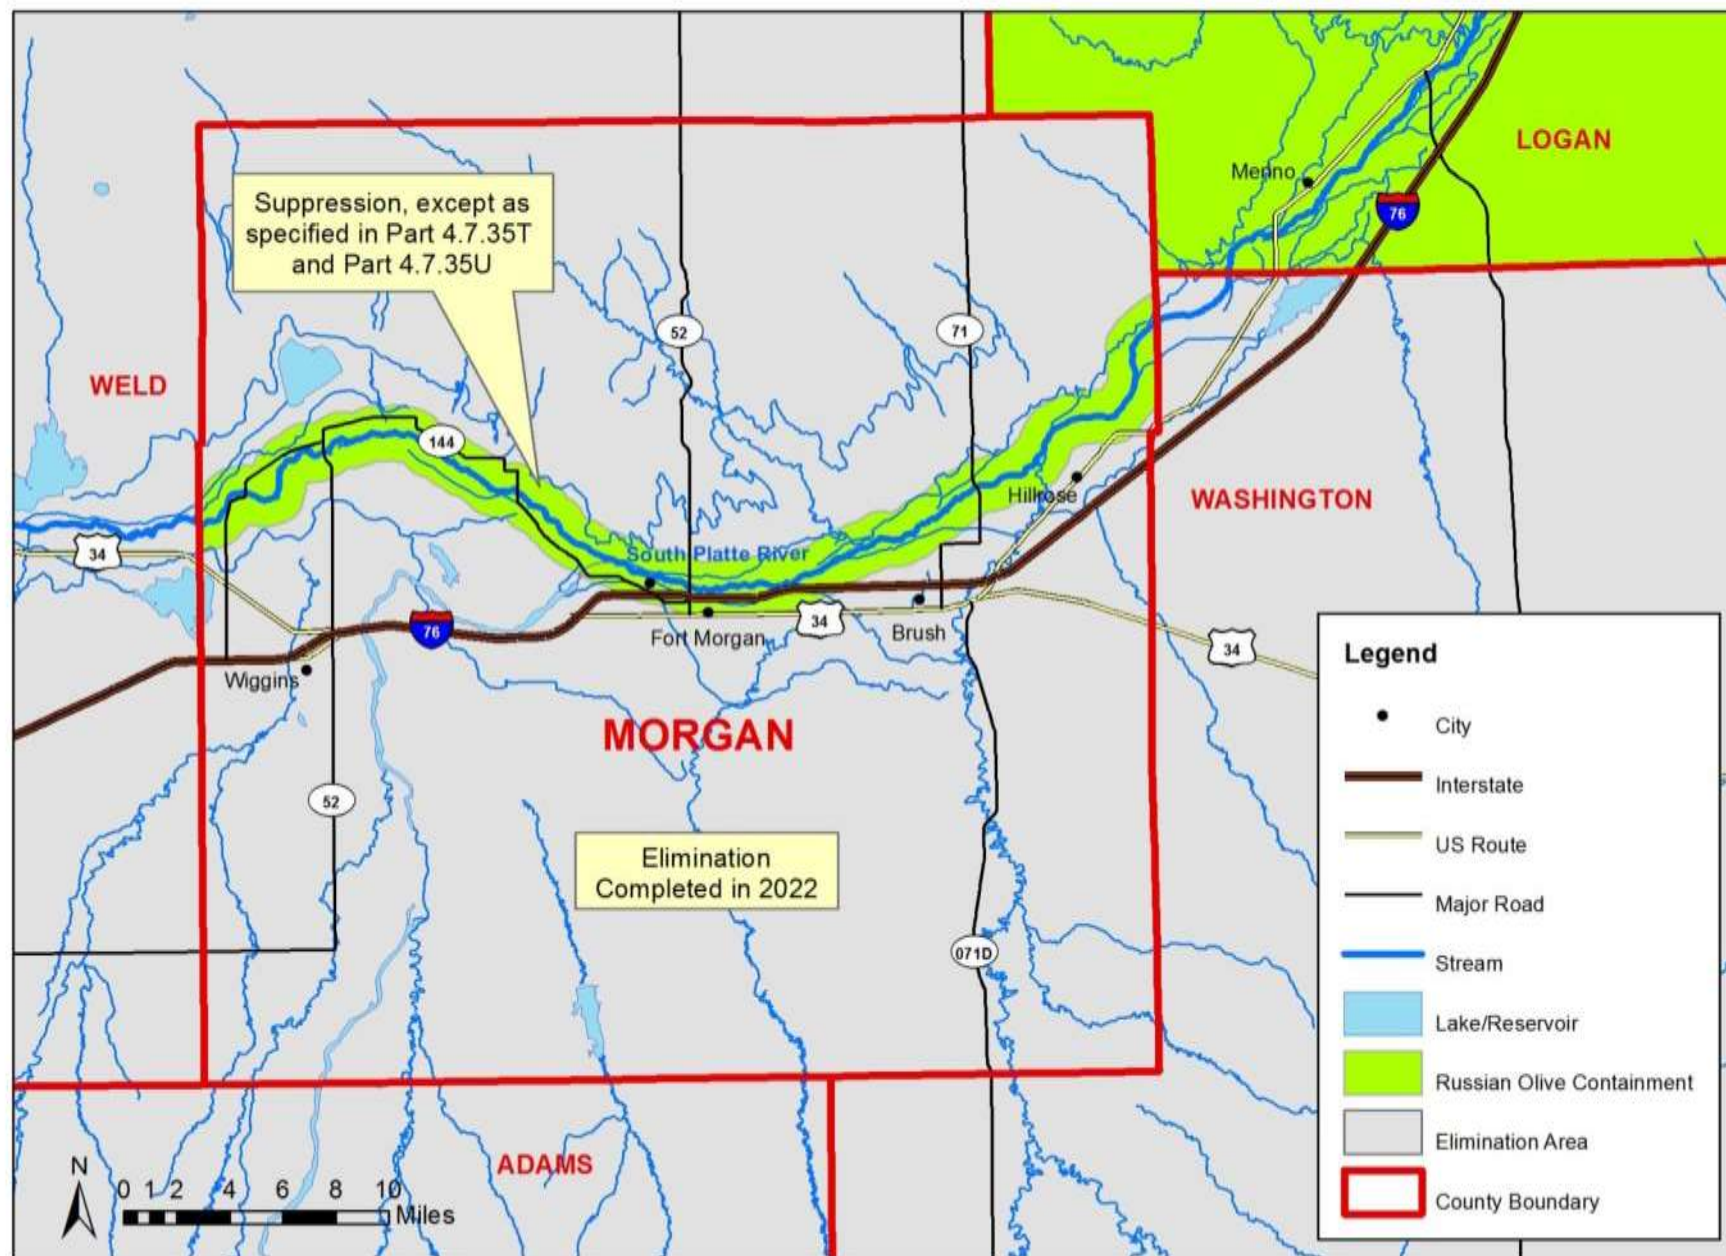 LOGAN
Merino
76
Suppression, except as
specified in Part 4.7.35T
and Part 4.7.35U
52
71
WELD
144
Hillrose
WASHINGTON
34
South Platte River
76
Fort Morgan
34
Brush
34
Wiggins
MORGAN
52
Elimination
Completed in 2022
071D
ADAMS
N
0 1 2 4 6 8 10
Miles
Legend
City
Interstate
US Route
Major Road
Stream
Lake/Reservoir
Russian Olive Containment
Elimination Area
County Boundary